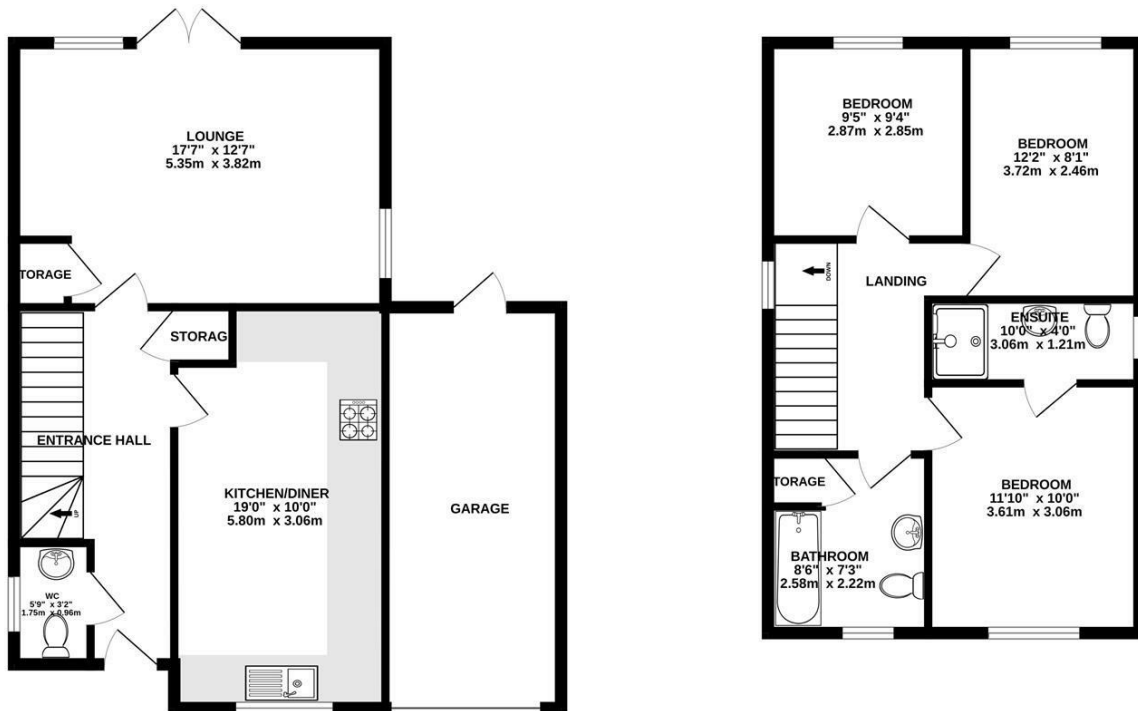 LOUNGE
17'7" x 12'7"
5.35m x 3.82m
TORAGE
STORAG
ENTRANCE HALL
UP
KITCHEN/DINER
19'0" x 10'0"
5.80m x 3.06m
GARAGE
WC
5'9" x 3'2"
1.75m x 0.96m
BEDROOM
9'5" x 9'4"
2.87m x 2.85m
BEDROOM
12'2" x 8'1"
3.72m x 2.46m
DOWN
LANDING
ENSUITE
10'0" x 4'0"
3.06m x 1.21m
BEDROOM
11'10" x 10'0"
3.61m x 3.06m
TORAGE
BATHROOM
8'6" x 7'3"
2.58m x 2.22m